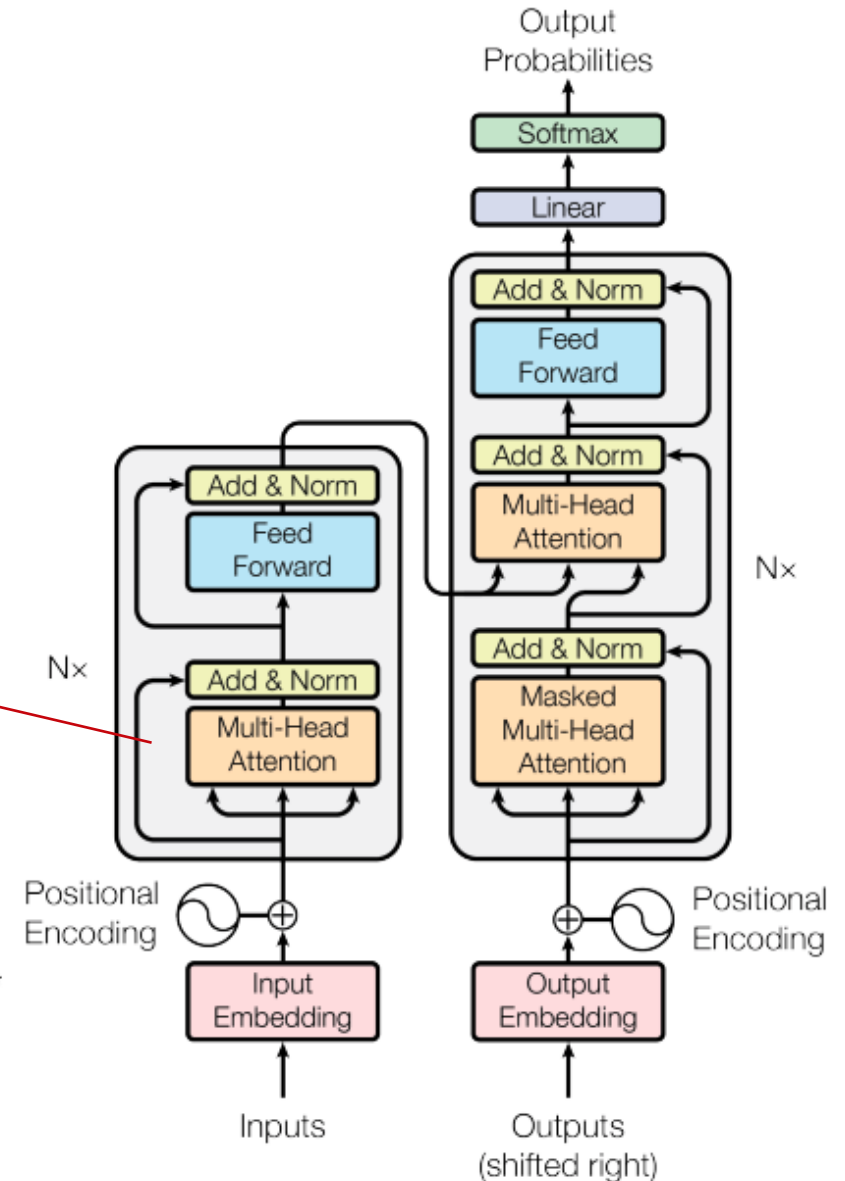 Output
Probabilities
Softmax
Linear
Add & Norm
Feed
Forward
Add & Norm
Multi-Head
Attention
Add & Norm
Masked
Multi-Head
Attention
Nx
Add & Norm
Feed
Forward
Add & Norm
Multi-Head
Attention
Nx
Positional
Encoding
Positional
Encoding
Input
Embedding
Output
Embedding
Inputs
Outputs
(shifted right)